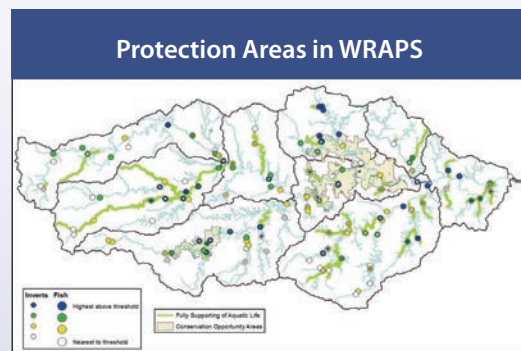 Protection Areas in WRAPS
Inverts Fish
Highest above threshold
Nearest to threshold
Fully Supporting of Aquatic Life
Conservation Opportunity Areas